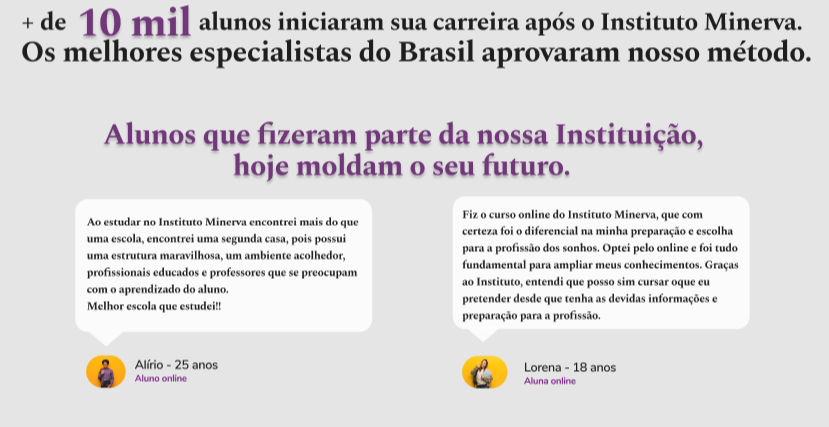 + de 10 mil alunos iniciaram sua carreira após o Instituto Minerva.
Os melhores especialistas do Brasil aprovaram nosso método.
Alunos que fizeram parte da nossa Instituição,
hoje moldam o seu futuro.
Ao estudar no Instituto Minerva encontrei mais do que
uma escola, encontrei uma segunda casa, pois possui
uma estrutura maravilhosa, um ambiente acolhedor,
profissionais educados e professores que se preocupam
com o aprendizado do aluno.
Melhor escola que estudei!!
Alírio - 25 anos
Aluno online
Fiz o curso online do Instituto Minerva, que com
certeza foi o diferencial na minha preparação e escolha
para a profissão dos sonhos. Optei pelo online e foi tudo
fundamental para ampliar meus conhecimentos. Graças
ao Instituto, entendi que posso sim cursar oque eu
pretender desde que tenha as devidas informações e
preparação para a profissão.
Lorena - 18 anos
Aluna online